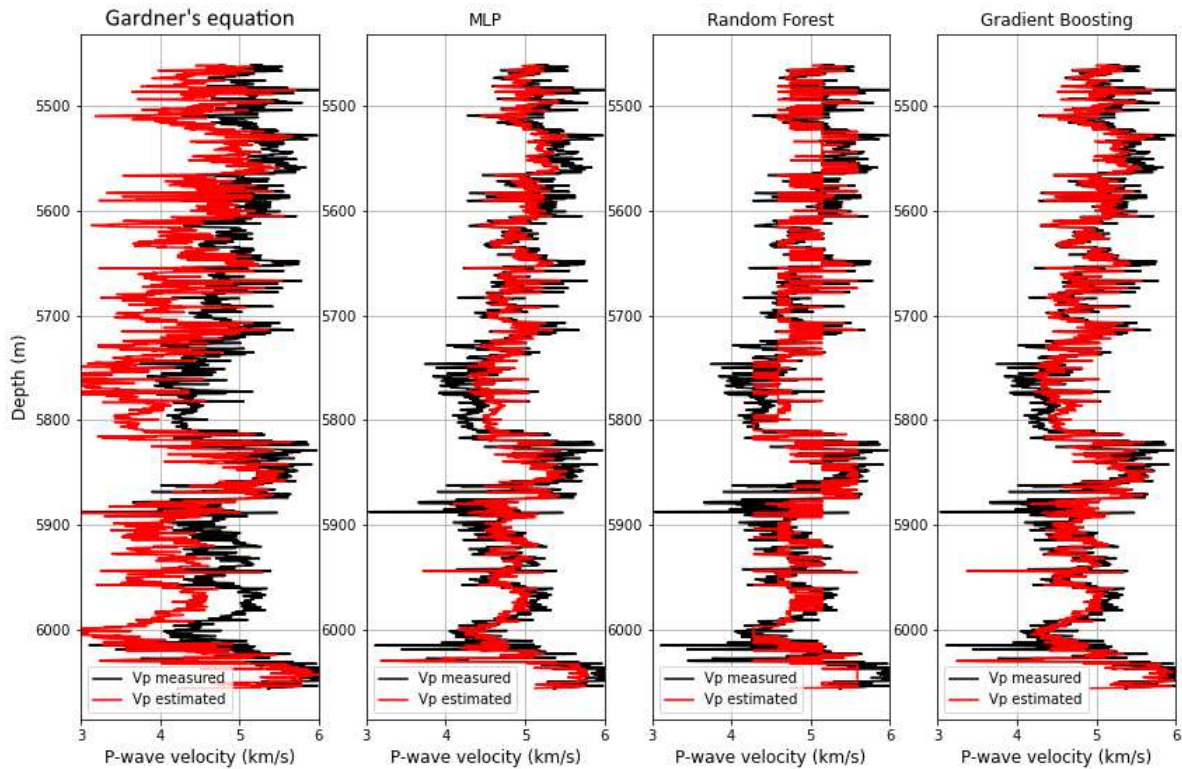 Gardner's equation
MLP
Random Forest
Gradient Boosting
Depth (m)
5500
5600
5700
5800
5900
6000
5500
5600
5700
5800
5900
6000
5500
5600
5700
5800
5900
6000
5500
5600
5700
5800
5900
6000
Vp measured
Vp estimated
Vp measured
Vp estimated
Vp measured
Vp estimated
Vp measured
Vp estimated
3 4 5 6
3 4 5 6
3 4 5 6
3 4 5 6
P-wave velocity (km/s)
P-wave velocity (km/s)
P-wave velocity (km/s)
P-wave velocity (km/s)